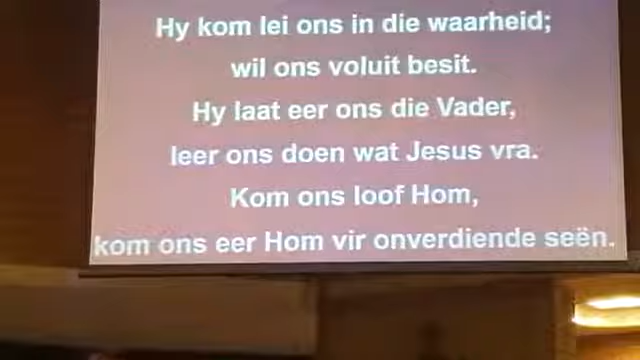 Hy kom lei ons in die waarheid;
wil ons voluit besit.
Hy laat eer ons die Vader,
leer ons doen wat Jesus vra.
Kom ons loof Hom,
kom ons eer Hom vir onverdiende seën.